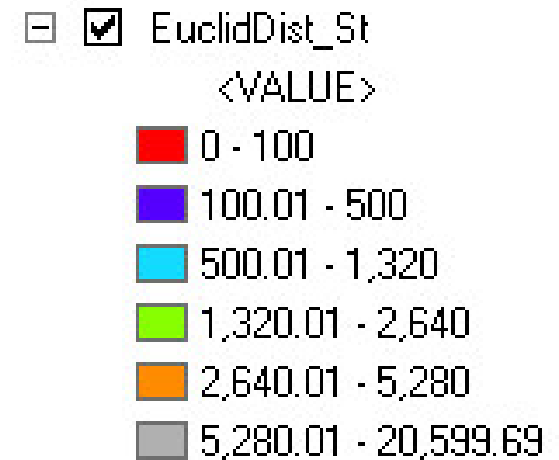 EuclidDist_St
<VALUE>
0 - 100
100.01 - 500
500.01 - 1,320
1,320.01 - 2,640
2,640.01 - 5,280
5,280.01 - 20,599.69